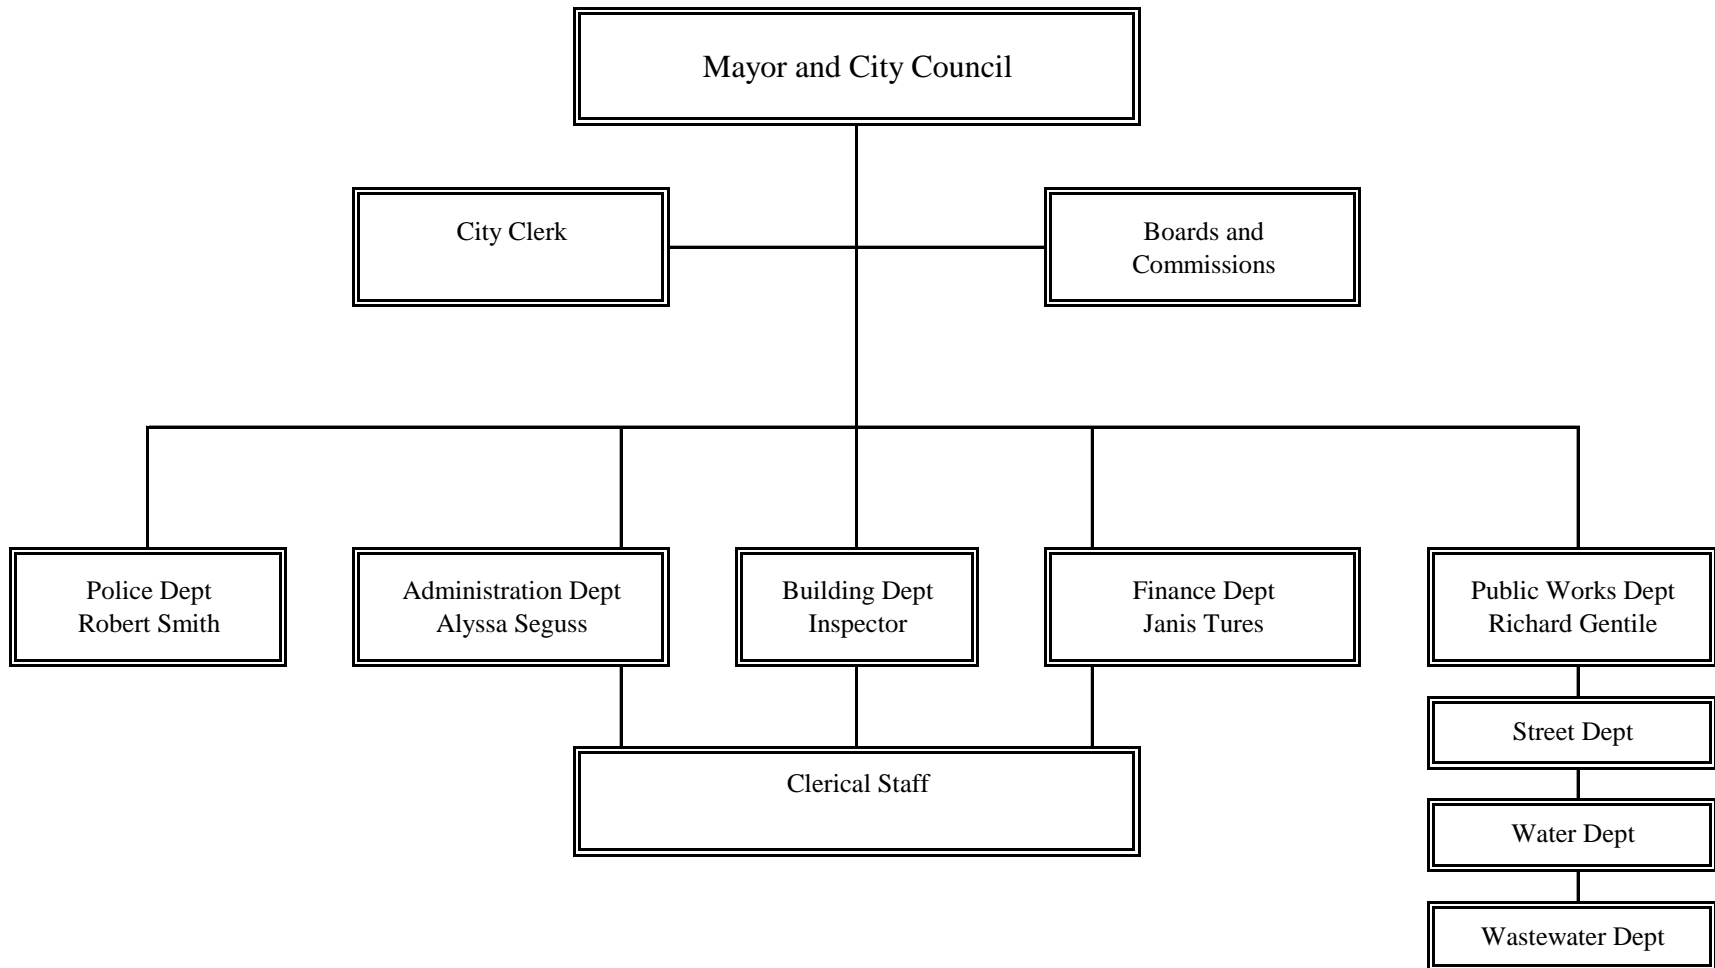 Mayor and City Council
City Clerk
Boards and
Commissions
Police Dept
Robert Smith
Administration Dept
Alyssa Seguss
Building Dept
Inspector
Finance Dept
Janis Tures
Public Works Dept
Richard Gentile
Street Dept
Clerical Staff
Water Dept
Wastewater Dept